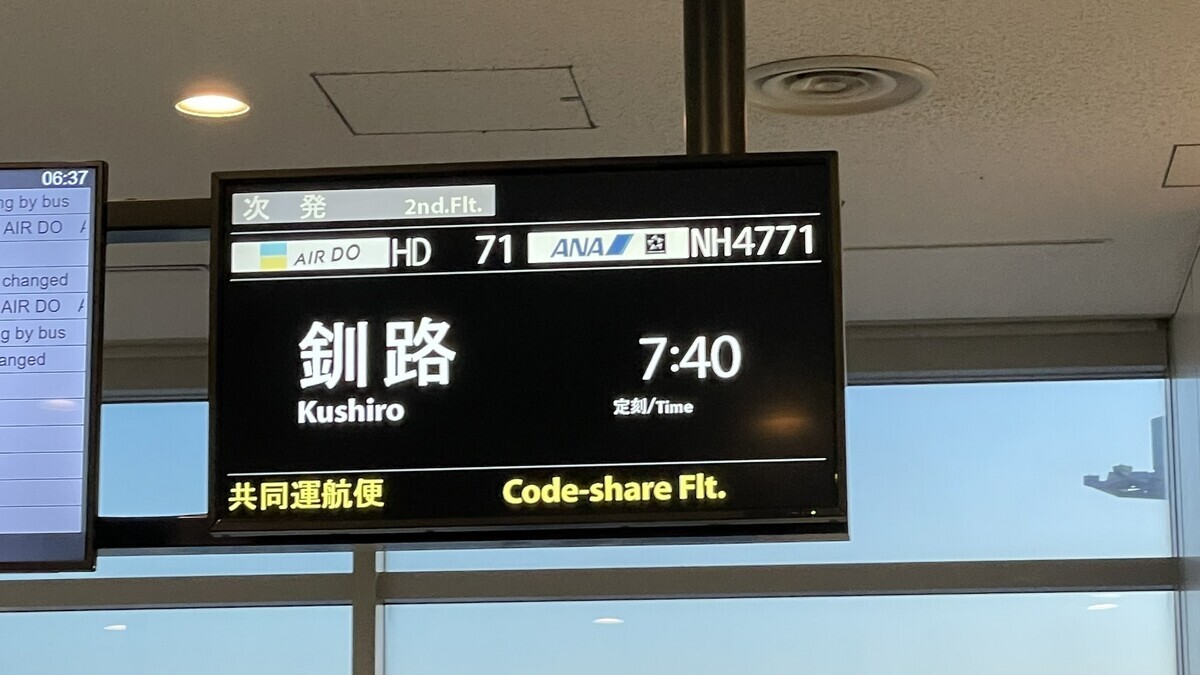 06:37
ng by bus
AIR DO
changed
AIR DO
g by bus
anged
次 発 2nd.Flt.
AIR DO HD 71 ANA NH4771
釧路 7:40
Kushiro 定刻/Time
共同運航便 Code-share Flt.